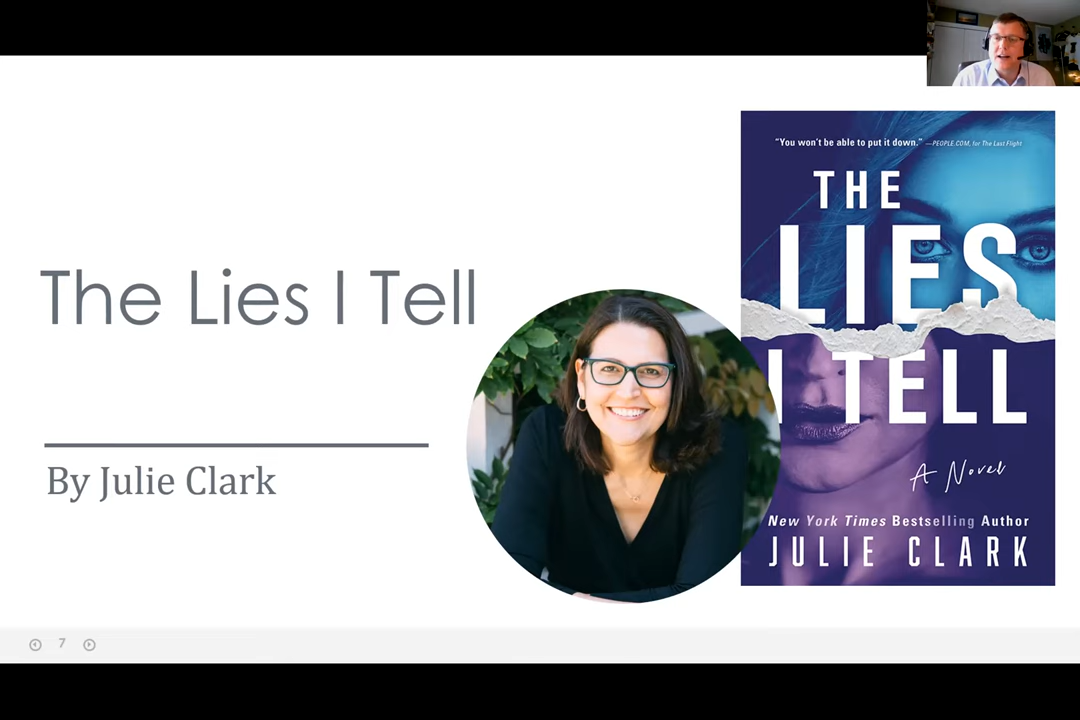 The Lies I Tell
By Julie Clark
"You won't be able to put it down." —PEOPLE.COM, for The Last Flight
THE
LIES
I TELL
A Novel
New York Times Bestselling Author
JULIE CLARK
7